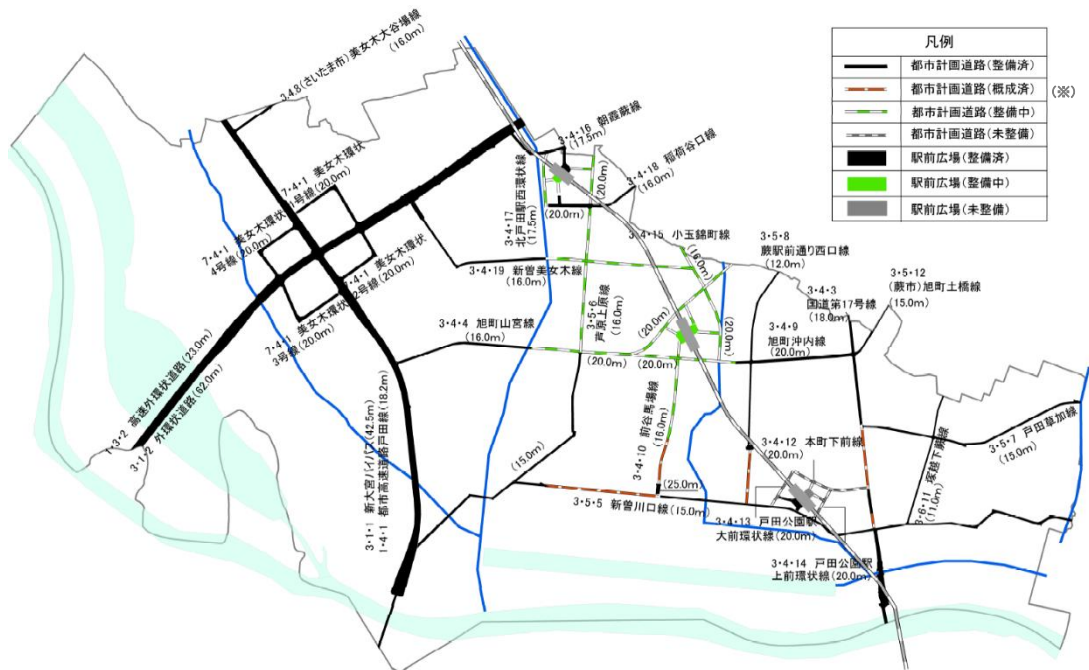 凡例
都市計画道路(整備済)
都市計画道路(概成済)
(※)
都市計画道路(整備中)
都市計画道路(未整備)
駅前広場(整備済)
駅前広場(整備中)
駅前広場(未整備)
3.4.8(さいたま市)美女木大谷場線
(16.0m)
3・4・16 朝霞蕨線
(17.5m)
3・4・18 稲荷谷口線
(16.0m)
(20.0m)
(20.0m)
3・4・17
北戸田駅西環状線
(17.5m)
7・4・1 美女木環状
1号線(20.0m)
7・4・1 美女木環状
4号線(20.0m)
7・4・1 美女木環状
2号線(20.0m)
7・4・1 美女木環状
3号線(20.0m)
3・4・15 小玉錦町線
(16.0m)
3・5・8
蕨駅前通り西口線
(12.0m)
3・5・12
(蕨市)旭町土橋線
(15.0m)
3・4・3
国道第17号線
(18.0m)
3・4・19 新曽美女木線
(16.0m)
3・5・6
芦原上原線
(16.0m)
(20.0m)
(20.0m)
3・4・9
旭町沖内線
(20.0m)
3・4・4 旭町山宮線
(16.0m)
(20.0m)
(20.0m)
1・3・2 高速外環状道路(23.0m)
3・1・2 外環状道路(62.0m)
3・1・1 新大宮バイパス(42.5m)
1・4・1 都市高速道路戸田線(18.2m)
(15.0m)
3・4・10 前谷馬場線
(16.0m)
3・4・12 本町下前線
(20.0m)
(25.0m)
3・5・5 新曽川口線(15.0m)
3・4・13 戸田公園駅
大前環状線(20.0m)
3・4・14 戸田公園駅
上前環状線(20.0m)
3・6・11 塚越下前線
(11.0m)
3・5・7 戸田草加線
(15.0m)